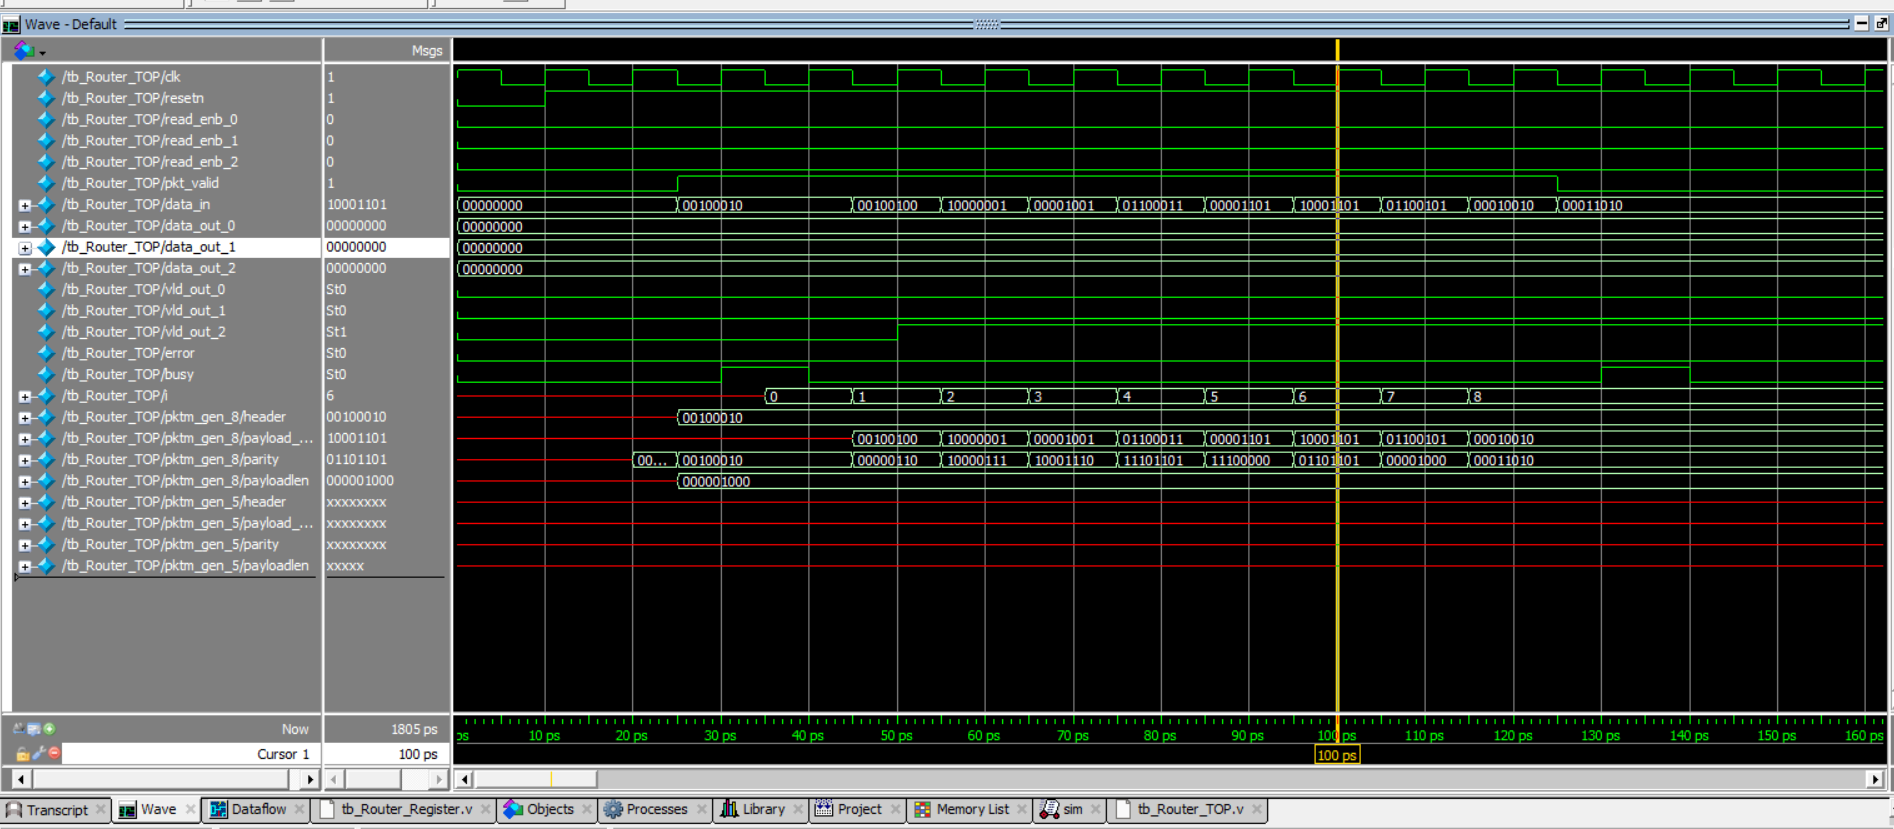 Wave - Default
Msgs
/tb_Router_TOP/clk 1
/tb_Router_TOP/resetn 1
/tb_Router_TOP/read_enb_0 0
/tb_Router_TOP/read_enb_1 0
/tb_Router_TOP/read_enb_2 0
/tb_Router_TOP/pkt_valid 1
/tb_Router_TOP/data_in 10001101 00000000 00100010 00100100 10000001 00001001 01100011 00001101 10001101 01100101 00010010 00011010
/tb_Router_TOP/data_out_0 00000000 00000000
/tb_Router_TOP/data_out_1 00000000 00000000
/tb_Router_TOP/data_out_2 00000000 00000000
/tb_Router_TOP/vld_out_0 St0
/tb_Router_TOP/vld_out_1 St0
/tb_Router_TOP/vld_out_2 St1
/tb_Router_TOP/error St0
/tb_Router_TOP/busy St0
/tb_Router_TOP/i 6 0 1 2 3 4 5 6 7 8
/tb_Router_TOP/pktm_gen_8/header 00100010 00100010
/tb_Router_TOP/pktm_gen_8/payload_... 10001101 00100100 10000001 00001001 01100011 00001101 10001101 01100101 00010010
/tb_Router_TOP/pktm_gen_8/parity 01101101 00... 00100010 00000110 10000111 10001110 11101101 11100000 01101101 00001000 00011010
/tb_Router_TOP/pktm_gen_8/payloadlen 000001000 000001000
/tb_Router_TOP/pktm_gen_5/header xxxxxxxx
/tb_Router_TOP/pktm_gen_5/payload_... xxxxxxxx
/tb_Router_TOP/pktm_gen_5/parity xxxxxxxx
/tb_Router_TOP/pktm_gen_5/payloadlen xxxxx
Now 1805 ps ps 10 ps 20 ps 30 ps 40 ps 50 ps 60 ps 70 ps 80 ps 90 ps 100 ps 110 ps 120 ps 130 ps 140 ps 150 ps 160 ps
Cursor 1 100 ps 100 ps
Transcript Wave Dataflow tb_Router_Register.v Objects Processes Library Project Memory List sim tb_Router_TOP.v